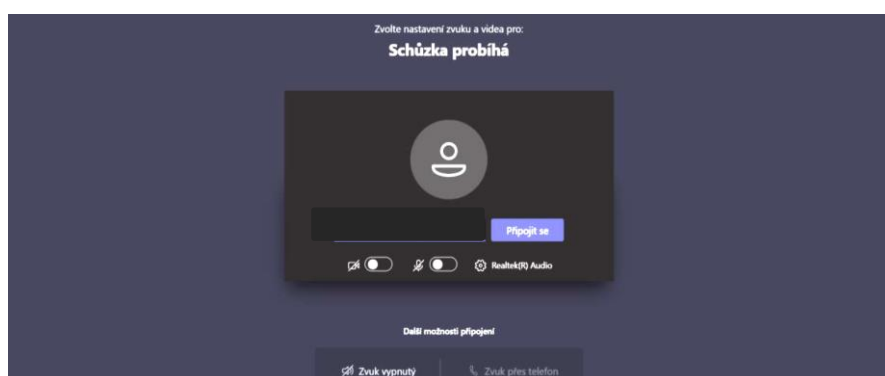 Zvolte nastavení zvuku a videa pro:
Schůzka probíhá
Připojit se
Realtek(R) Audio
Další možnosti připojení
Zvuk vypnutý
Zvuk přes telefon